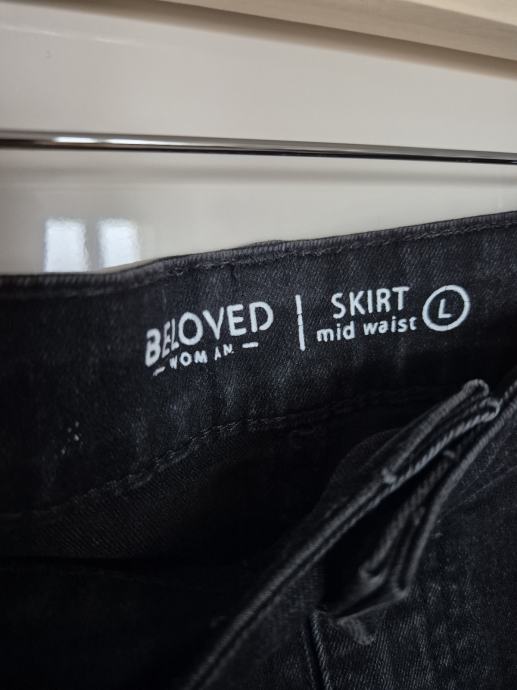 BELOVED
— WOMAN —
SKIRT
mid waist
L